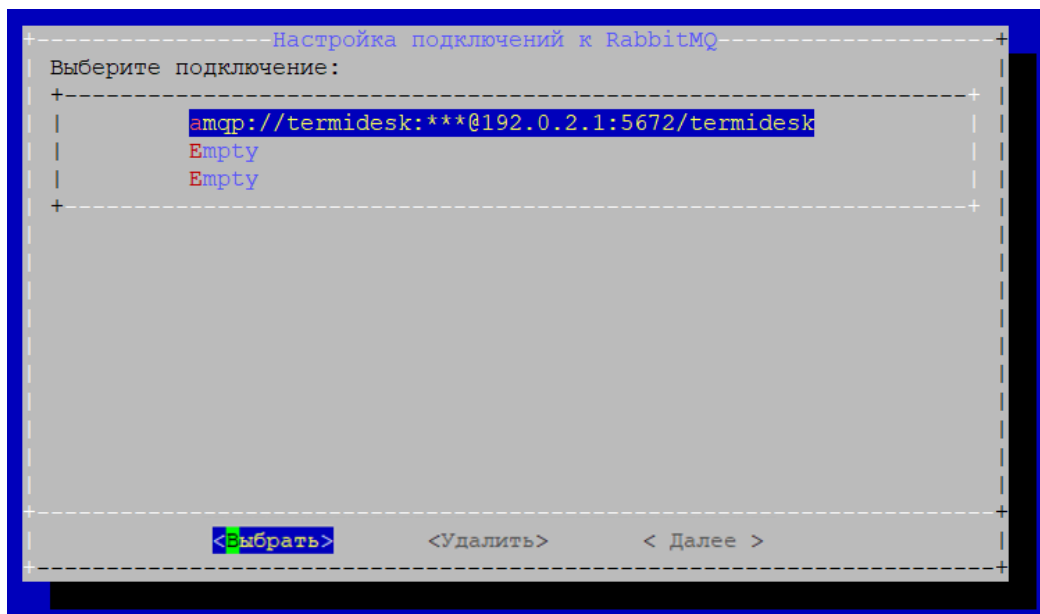 Настройка подключений к RabbitMQ
Выберите подключение:
amqp://termidesk:***@192.0.2.1:5672/termidesk
Empty
Empty
<Выбрать> <Удалить> < Далее >